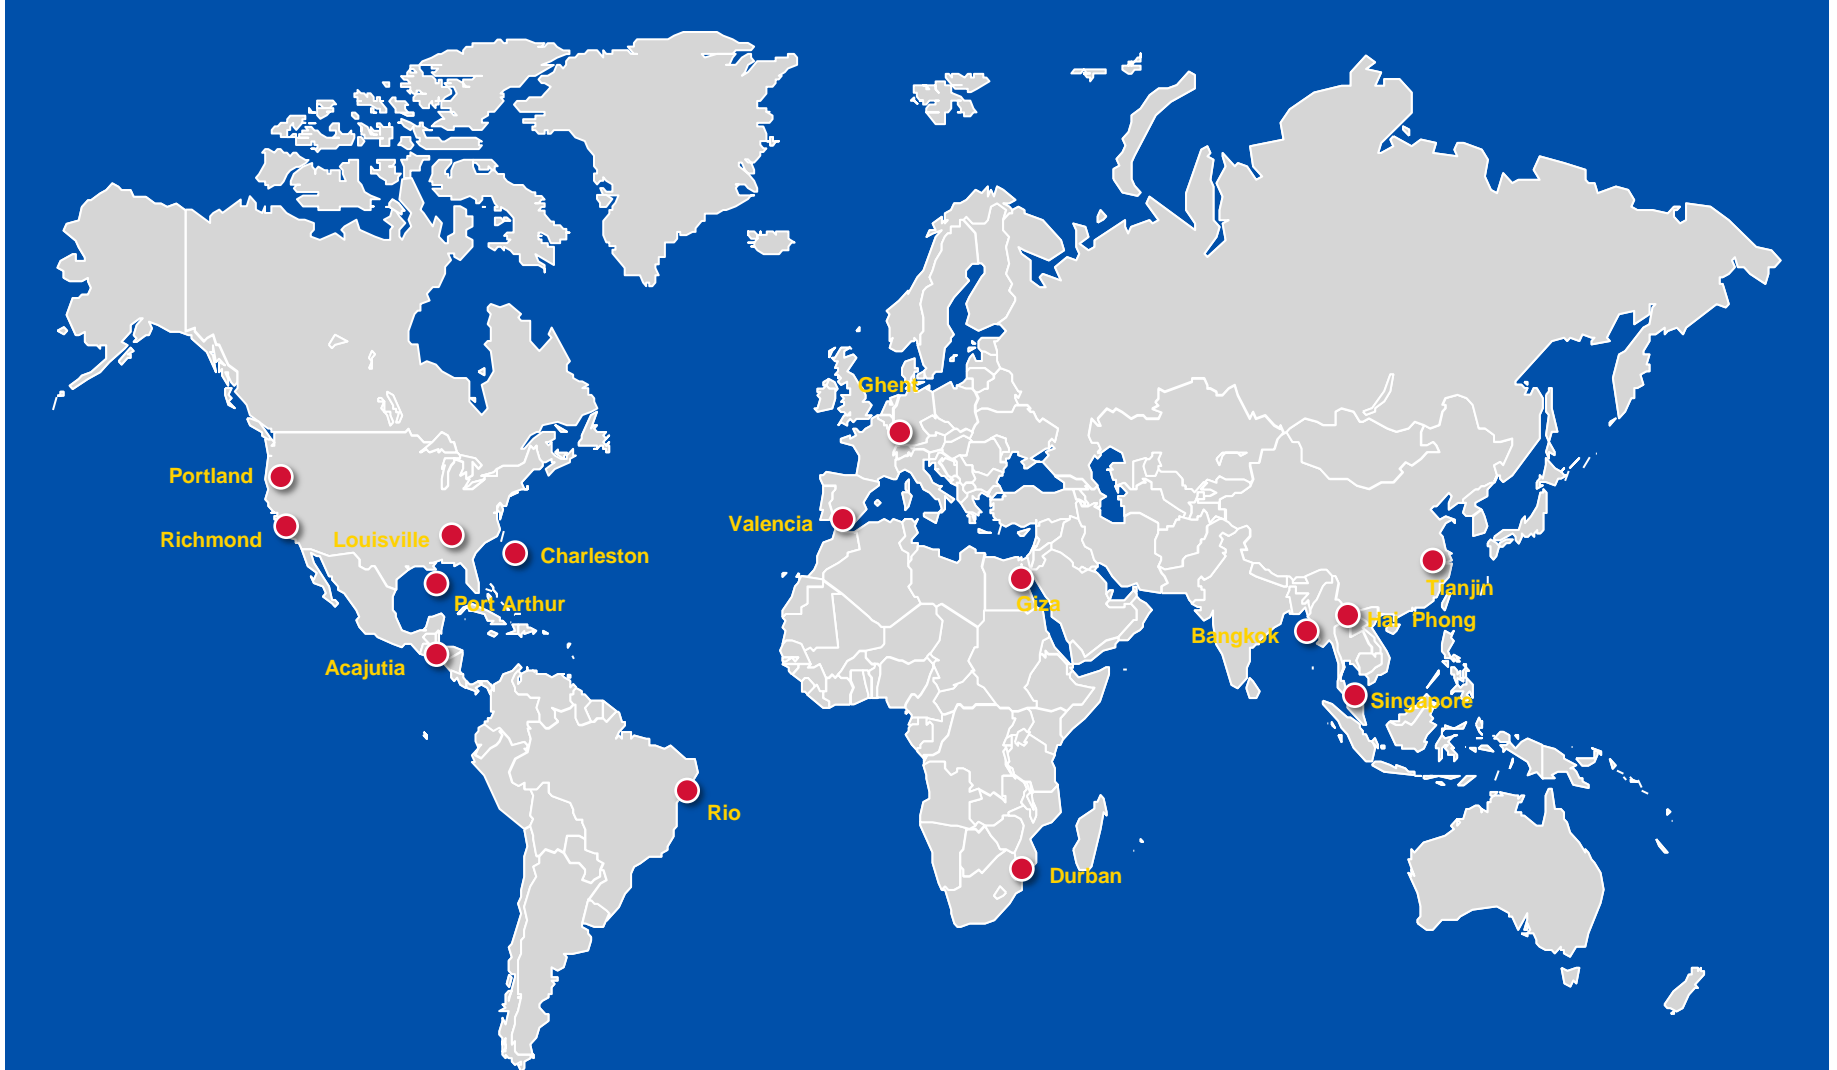 Ghent
Portland
Valencia
Richmond
Louisville
Charleston
Tianjin
Port Arthur
Giza
Hai Phong
Bangkok
Acajutia
Singapore
Rio
Durban